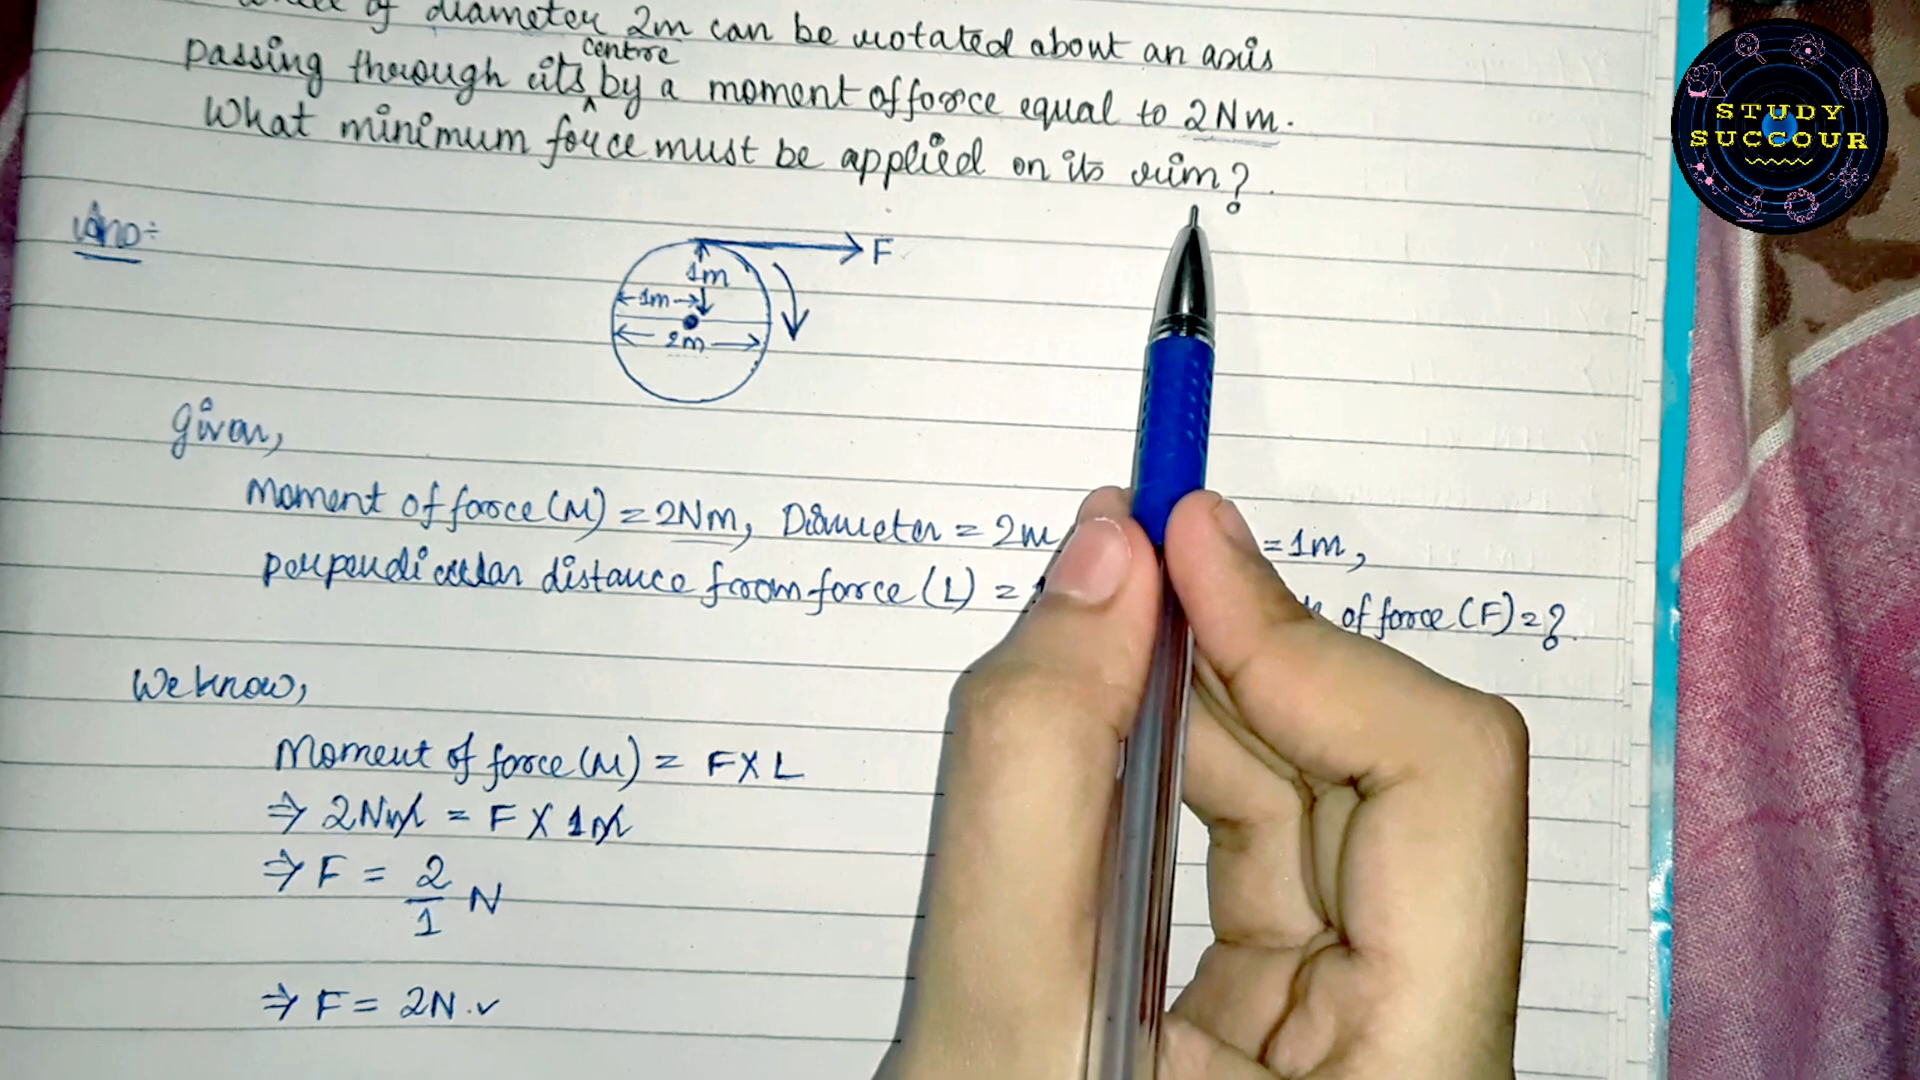 of diameter 2m can be rotated about an axis
passing through its centre by a moment of force equal to 2Nm.
What minimum force must be applied on its rim?
STUDY
SUCCOUR
Ans:
F
1m
1m
2m
Given,
Moment of force (M) = 2Nm, Diameter = 2m = 1m,
perpendicular distance from force (L) = of force (F) = ?
We know,
Moment of force (M) = F X L
⇒ 2Nm = F X 1m
⇒ F = 2/1 N
⇒ F = 2N.